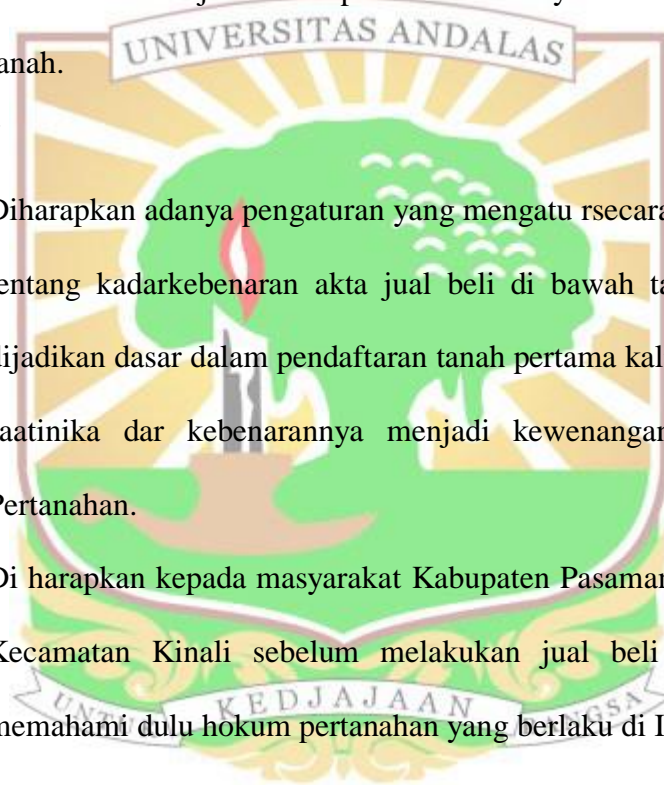 UNIVERSITAS ANDALAS
anah.
Diharapkan adanya pengaturan yang mengatu rsecara
entang kadarkebenaran akta jual beli di bawah ta
dijadikan dasar dalam pendaftaran tanah pertama kal
aatinika dar kebenarannya menjadi kewenangan
Pertanahan.
Di harapkan kepada masyarakat Kabupaten Pasaman
Kecamatan Kinali sebelum melakukan jual beli
memahami dulu hokum pertanahan yang berlaku di I
UNTUK KEDJAJAAN BANGSA